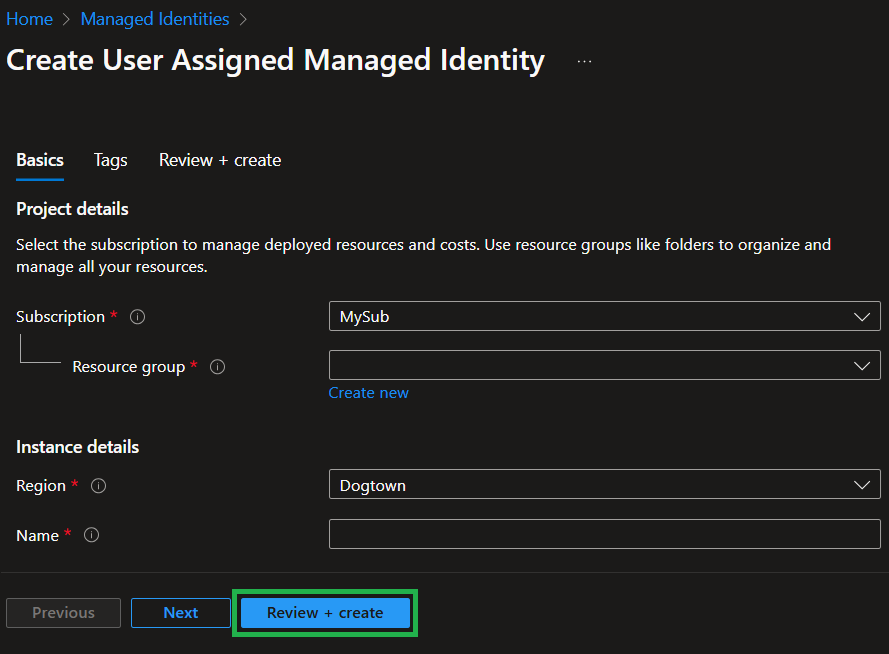 Home > Managed Identities >
Create User Assigned Managed Identity ...
Basics Tags Review + create
Project details
Select the subscription to manage deployed resources and costs. Use resource groups like folders to organize and
manage all your resources.
Subscription * MySub
Resource group *
Create new
Instance details
Region * Dogtown
Name *
Previous Next Review + create